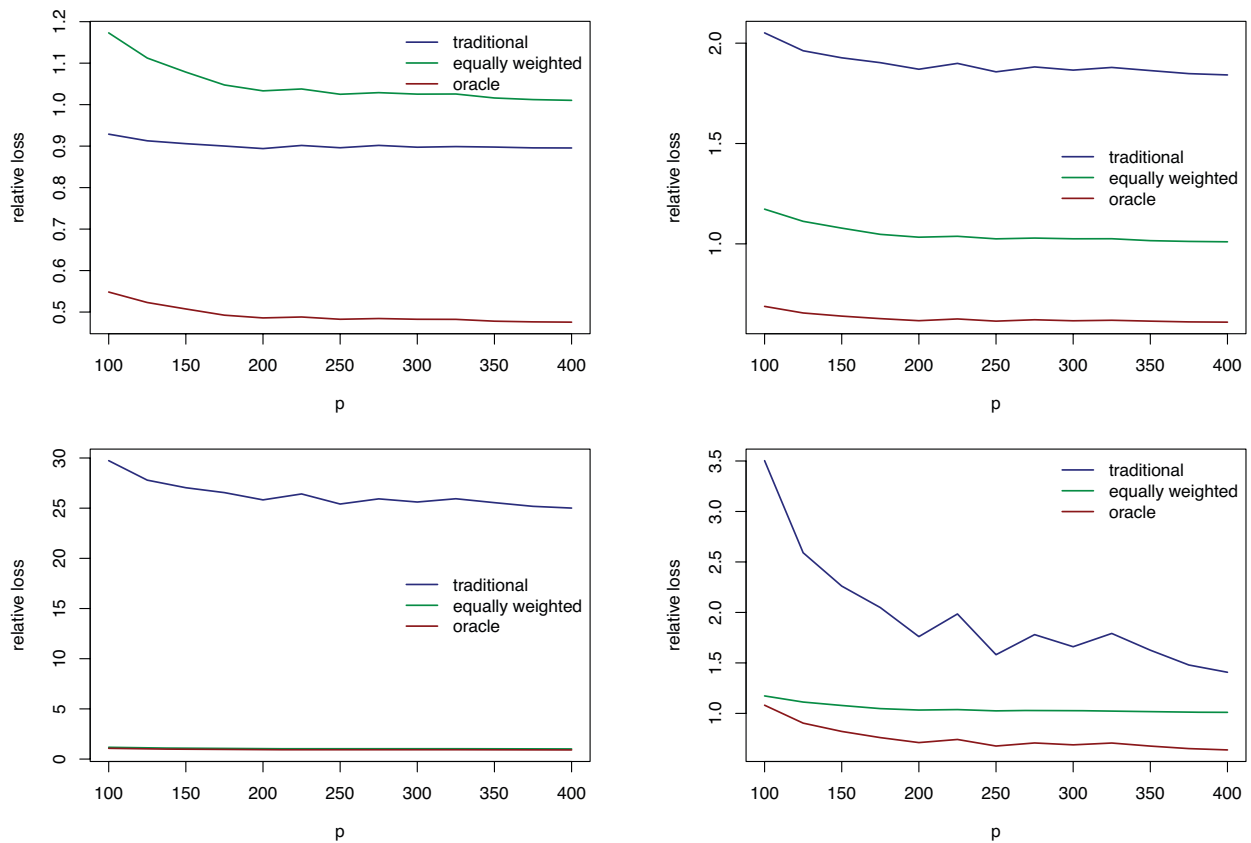 relative loss
1.2
1.1
1.0
0.9
0.8
0.7
0.6
0.5
traditional
equally weighted
oracle
100 150 200 250 300 350 400
p
relative loss
2.0
1.5
1.0
traditional
equally weighted
oracle
100 150 200 250 300 350 400
p
relative loss
30
25
20
15
10
5
0
traditional
equally weighted
oracle
100 150 200 250 300 350 400
p
relative loss
3.5
3.0
2.5
2.0
1.5
1.0
traditional
equally weighted
oracle
100 150 200 250 300 350 400
p